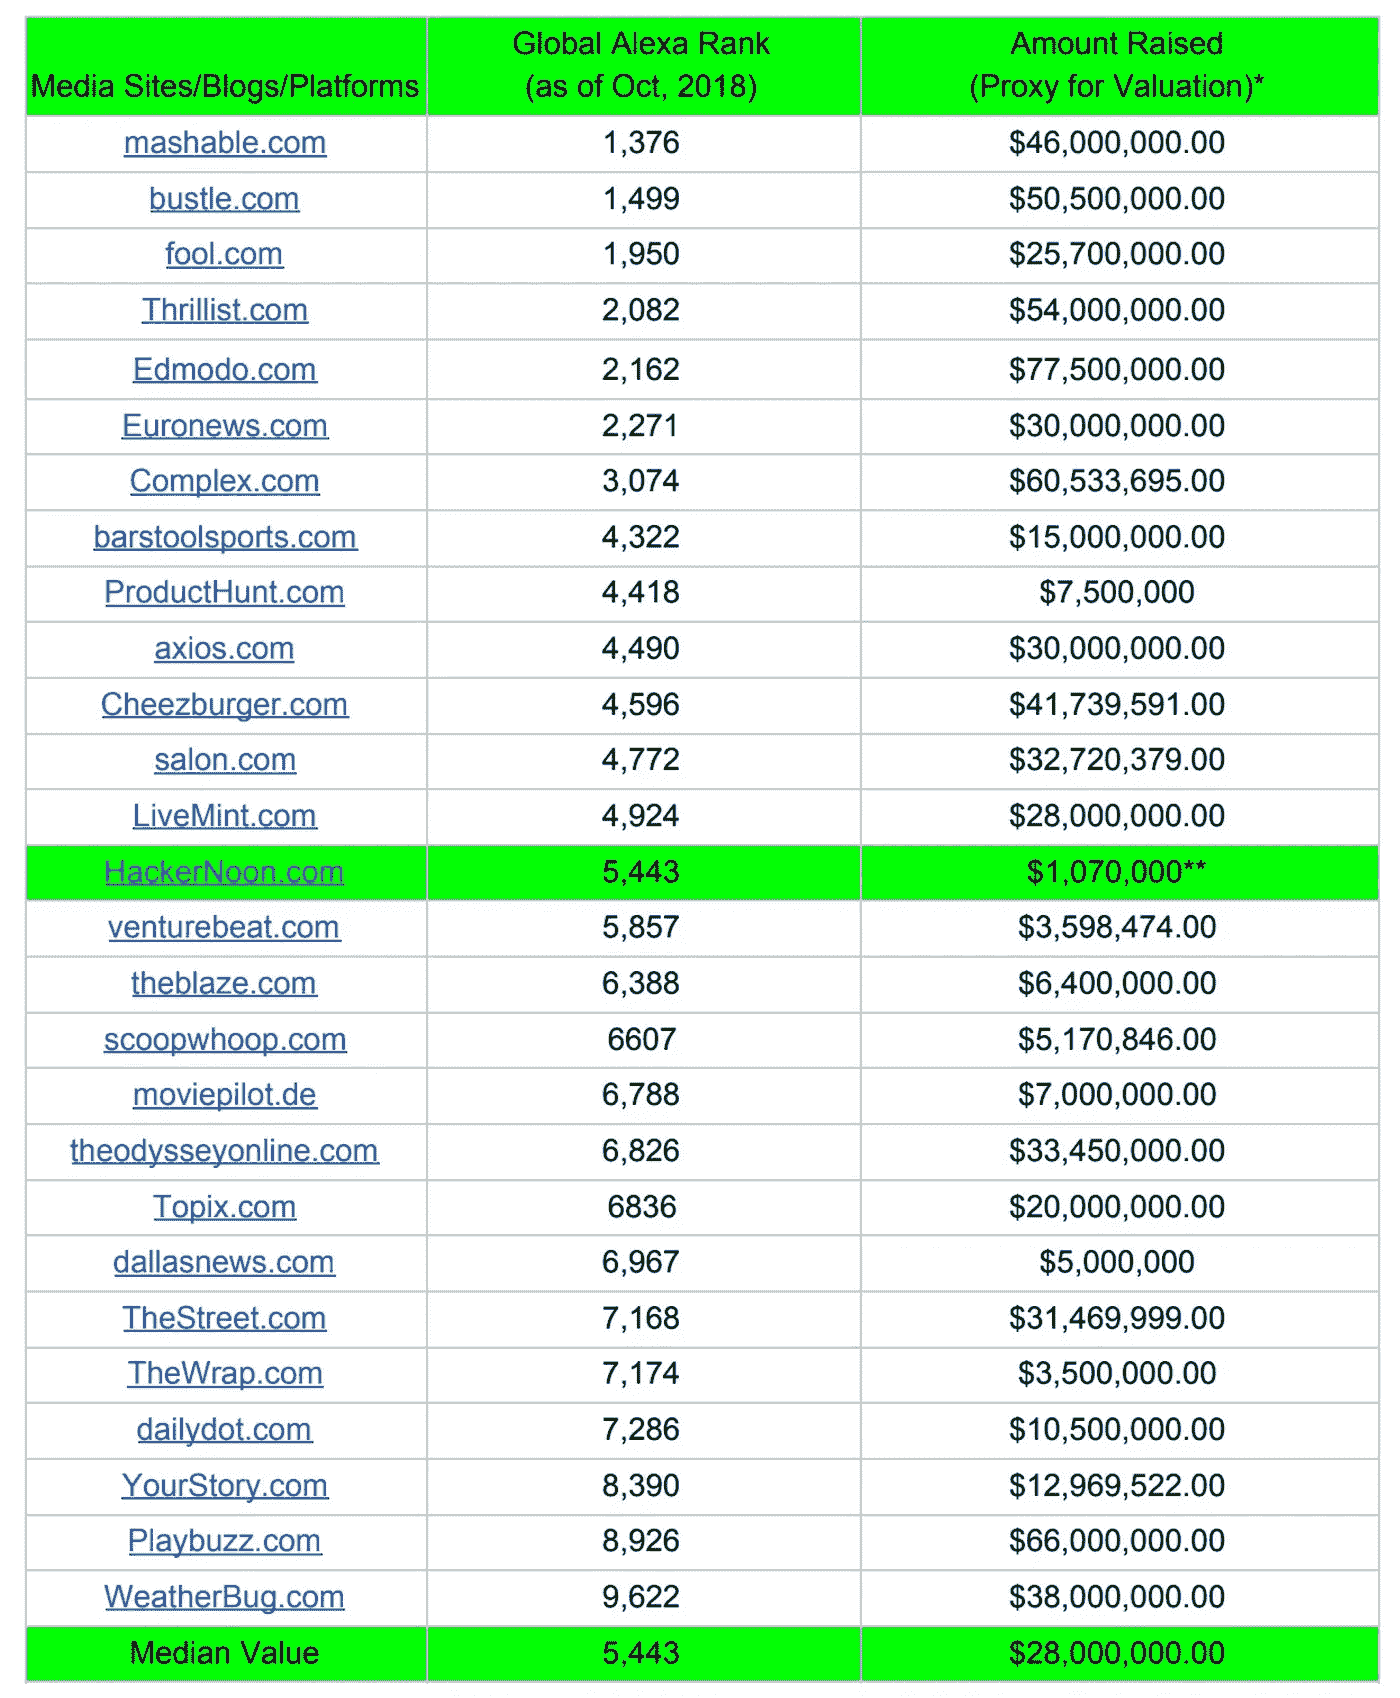 Global Alexa Rank Amount Raised
Media Sites/Blogs/Platforms (as of Oct, 2018) (Proxy for Valuation)*
mashable.com 1,376 $46,000,000.00
bustle.com 1,499 $50,500,000.00
fool.com 1,950 $25,700,000.00
Thrillist.com 2,082 $54,000,000.00
Edmodo.com 2,162 $77,500,000.00
Euronews.com 2,271 $30,000,000.00
Complex.com 3,074 $60,533,695.00
barstoolsports.com 4,322 $15,000,000.00
ProductHunt.com 4,418 $7,500,000
axios.com 4,490 $30,000,000.00
Cheezburger.com 4,596 $41,739,591.00
salon.com 4,772 $32,720,379.00
LiveMint.com 4,924 $28,000,000.00
HackerNoon.com 5,443 $1,070,000**
venturebeat.com 5,857 $3,598,474.00
theblaze.com 6,388 $6,400,000.00
scoopwhoop.com 6607 $5,170,846.00
moviepilot.de 6,788 $7,000,000.00
theodysseyonline.com 6,826 $33,450,000.00
Topix.com 6836 $20,000,000.00
dallasnews.com 6,967 $5,000,000
TheStreet.com 7,168 $31,469,999.00
TheWrap.com 7,174 $3,500,000.00
dailydot.com 7,286 $10,500,000.00
YourStory.com 8,390 $12,969,522.00
Playbuzz.com 8,926 $66,000,000.00
WeatherBug.com 9,622 $38,000,000.00
Median Value 5,443 $28,000,000.00